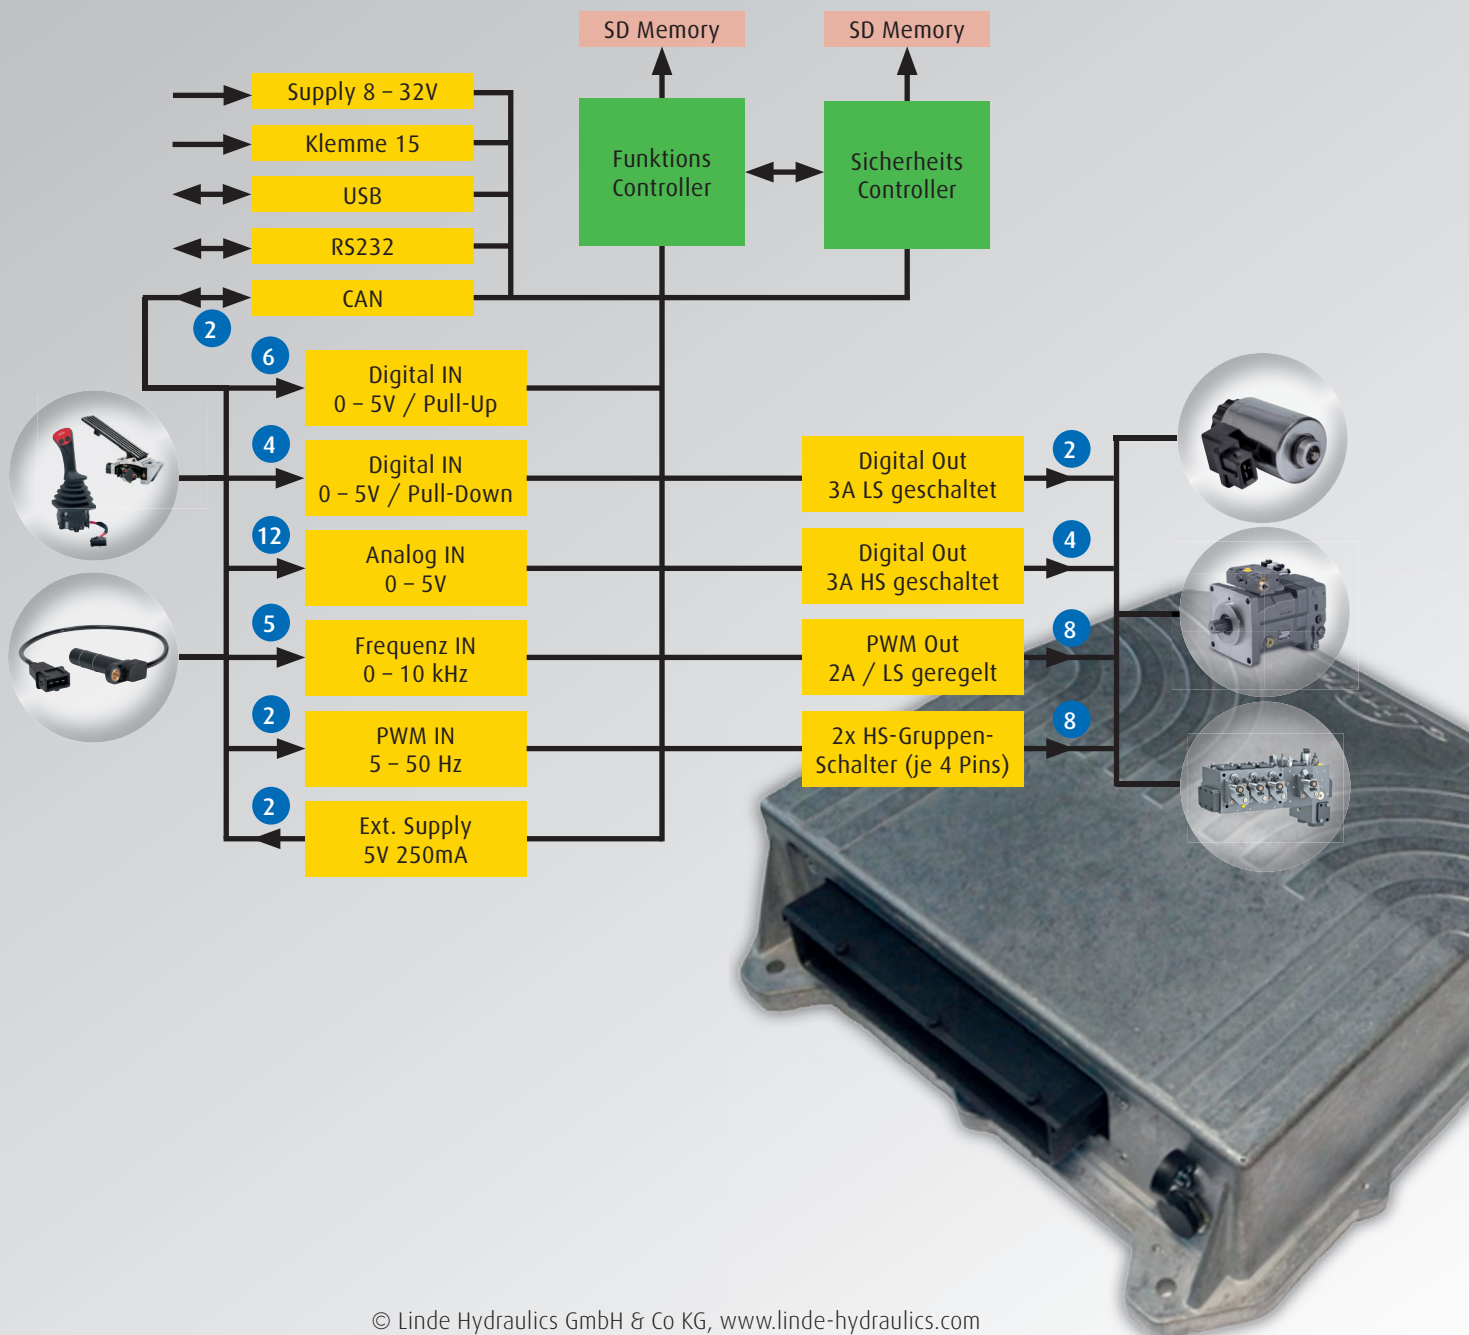 SD Memory
SD Memory
Supply 8 – 32V
Klemme 15
USB
RS232
CAN
2
Funktions
Controller
Sicherheits
Controller
6
Digital IN
0 – 5V / Pull-Up
4
Digital IN
0 – 5V / Pull-Down
12
Analog IN
0 – 5V
5
Frequenz IN
0 – 10 kHz
2
PWM IN
5 – 50 Hz
2
Ext. Supply
5V 250mA
Digital Out
3A LS geschaltet
2
Digital Out
3A HS geschaltet
4
PWM Out
2A / LS geregelt
8
2x HS-Gruppen-
Schalter (je 4 Pins)
8
© Linde Hydraulics GmbH & Co KG, www.linde-hydraulics.com